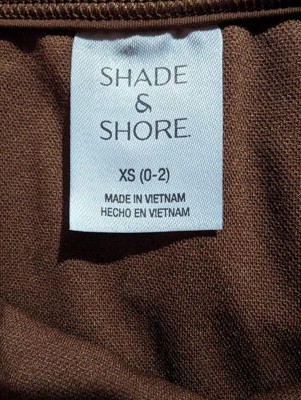 SHADE
&
SHORE
XS (0-2)
MADE IN VIETNAM
HECHO EN VIETNAM